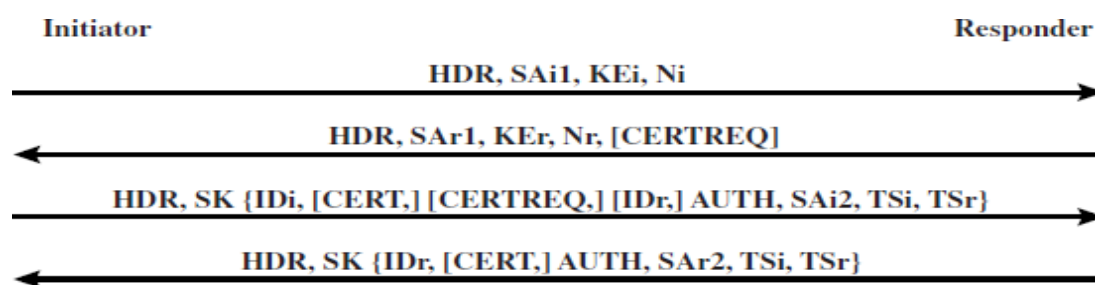 Initiator Responder
HDR, SAi1, KEi, Ni
HDR, SAr1, KEr, Nr, [CERTREQ]
HDR, SK {IDi, [CERT,] [CERTREQ,] [IDr,] AUTH, SAi2, TSi, TSr}
HDR, SK {IDr, [CERT,] AUTH, SAr2, TSi, TSr}